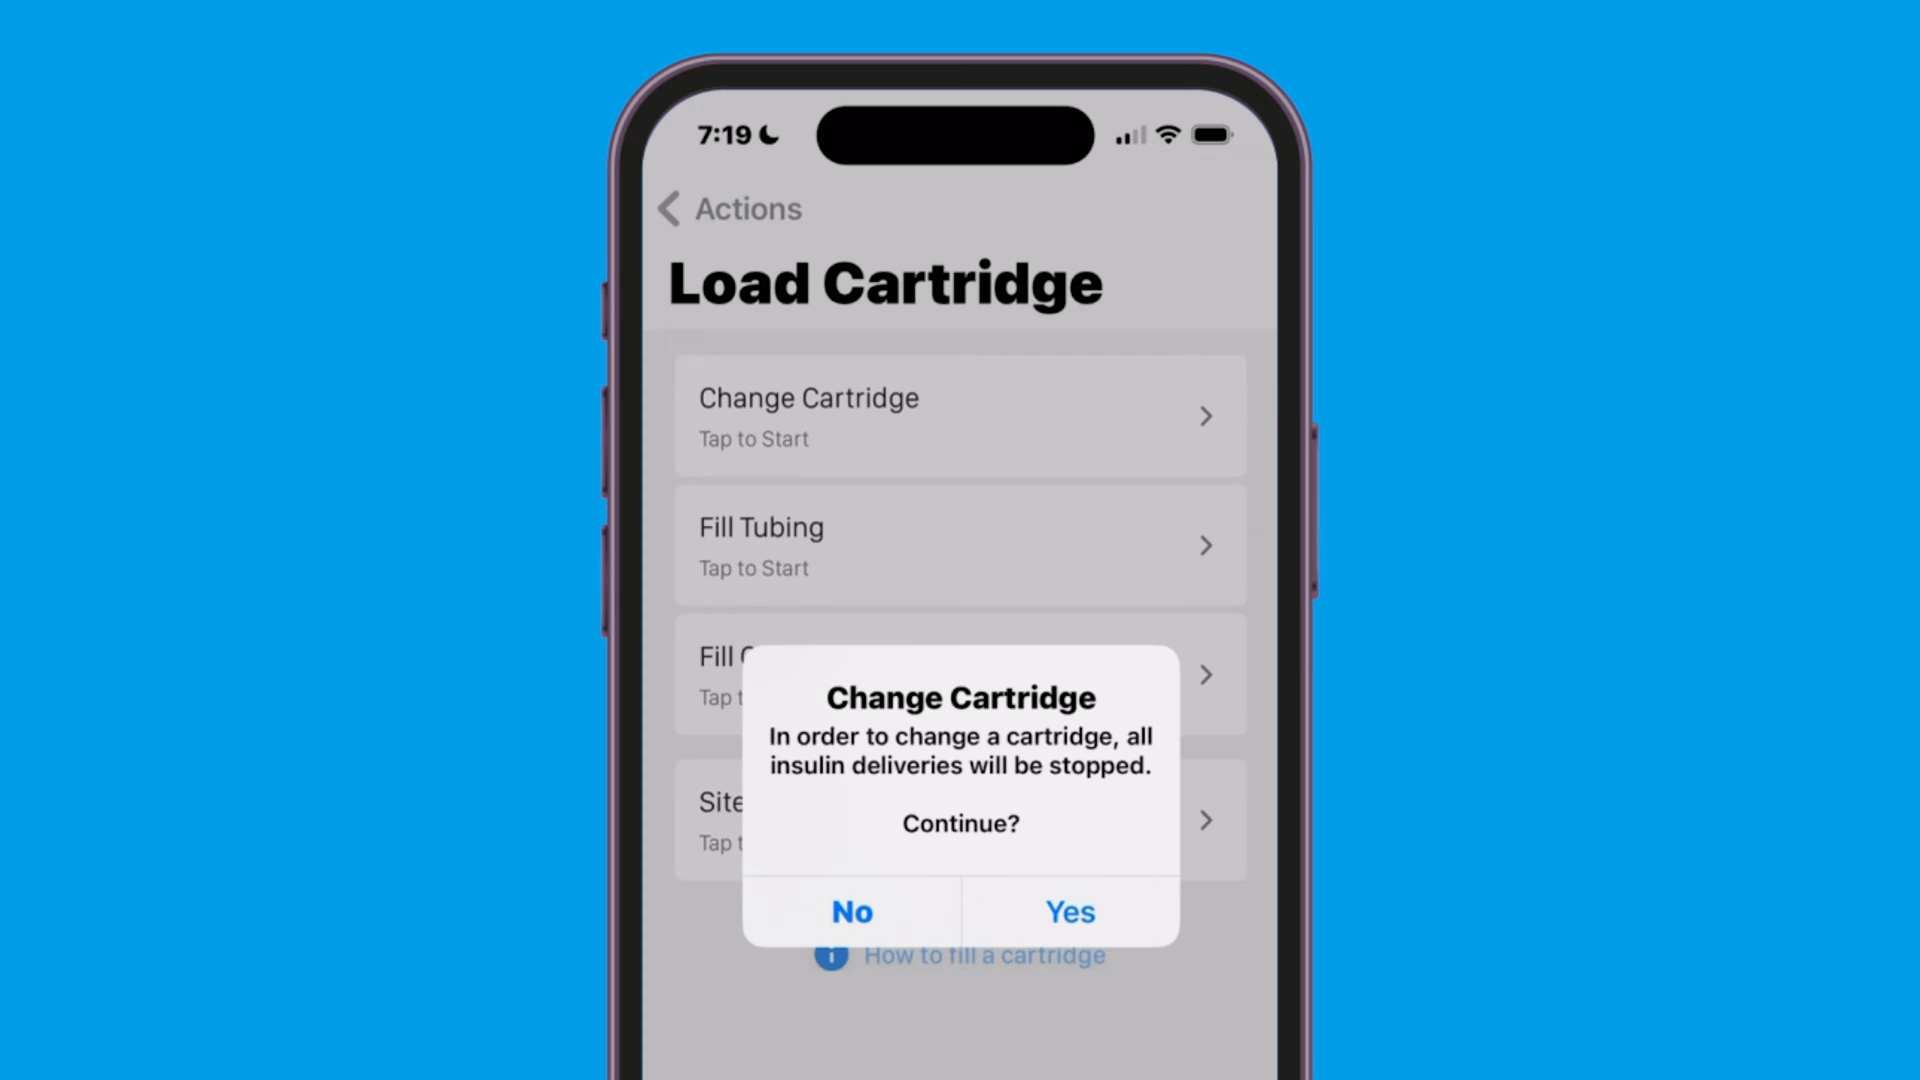 7:19
Actions
Load Cartridge
Change Cartridge
Tap to Start
Fill Tubing
Tap to Start
Fill
Tap
Change Cartridge
In order to change a cartridge, all
insulin deliveries will be stopped.
Continue?
Site
Tap
No
Yes
How to fill a cartridge